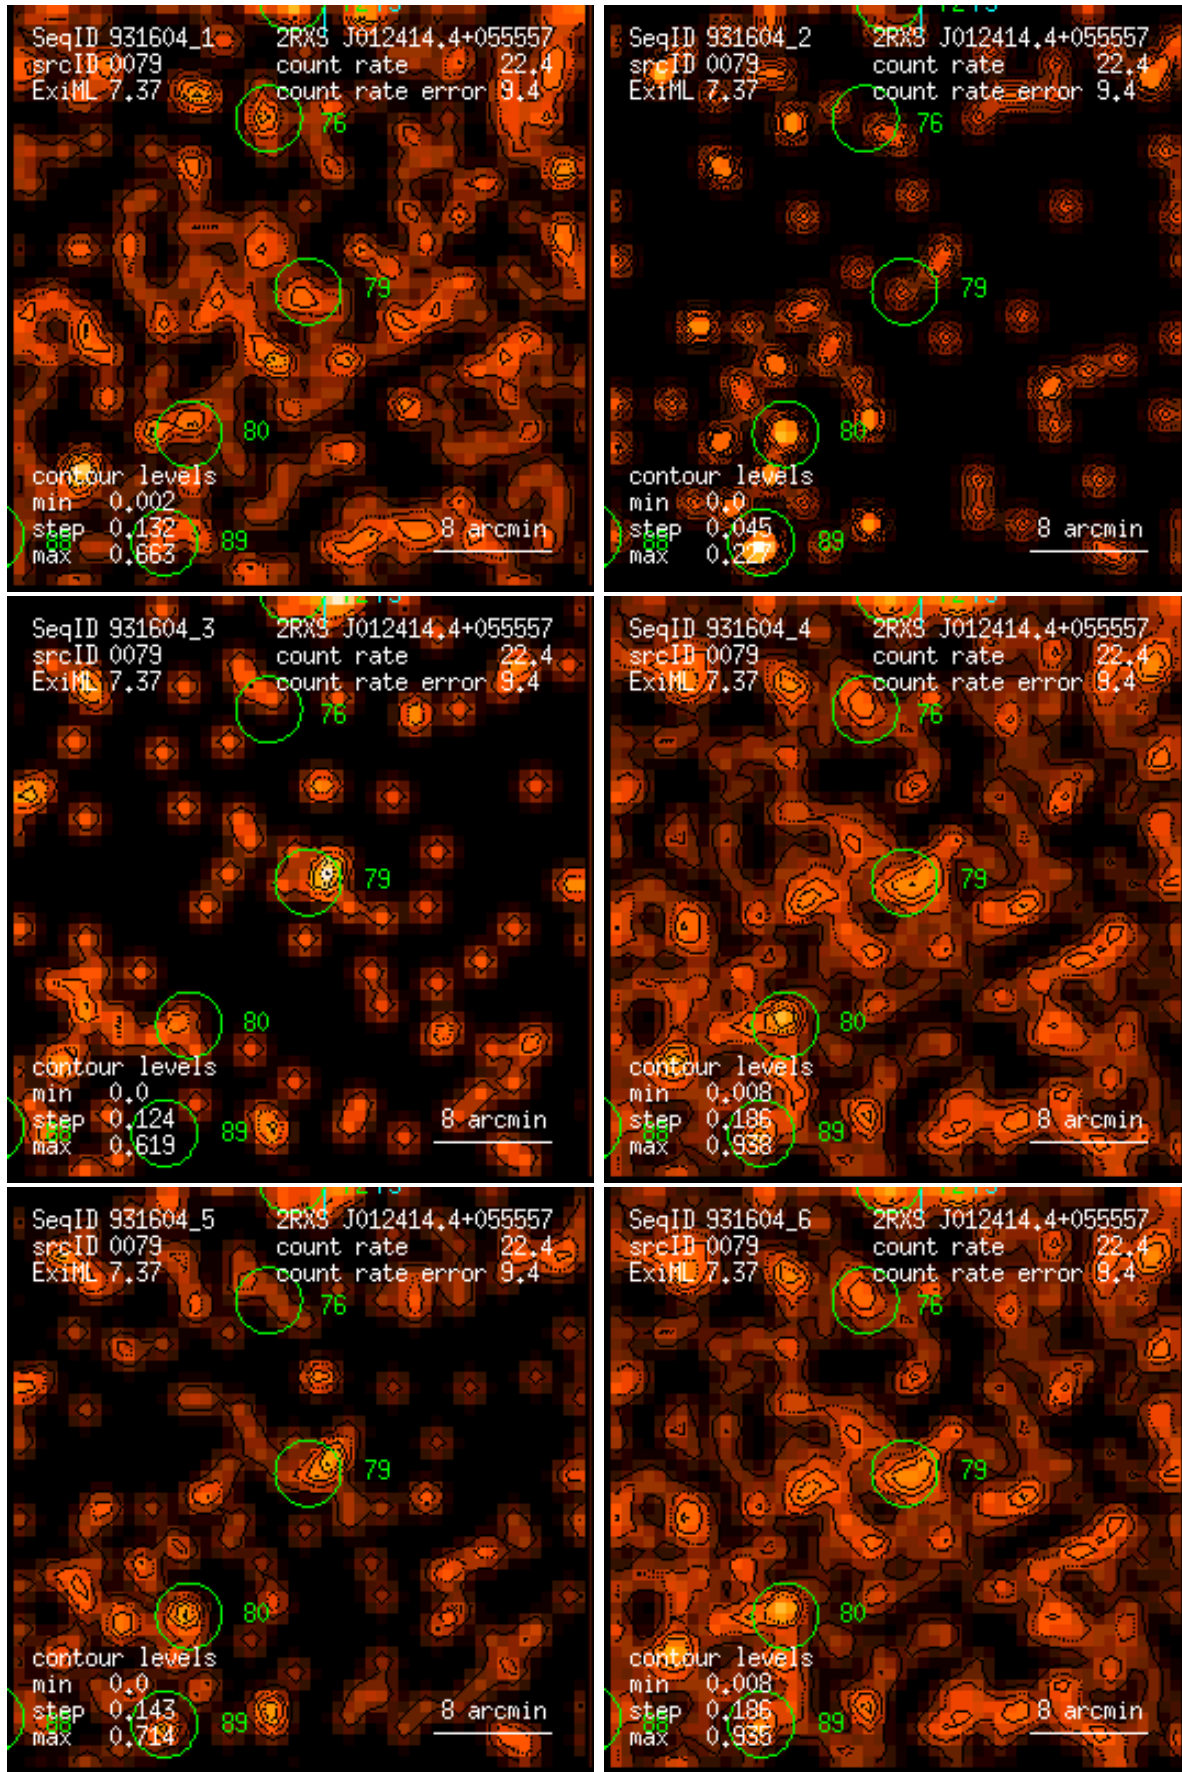 SeqID 931604_1 2RXS J012414.4+055557
srcID 0079 count rate 22.4
ExiML 7.37 count rate error 9.4
76
79
80
contour levels
min 0.002
step 0.132
max 0.663
89
8 arcmin
SeqID 931604_2 2RXS J012414.4+055557
srcID 0079 count rate 22.4
ExiML 7.37 count rate error 9.4
76
79
80
contour levels
min 0.0
step 0.045
max 0.227
89
8 arcmin
SeqID 931604_3 2RXS J012414.4+055557
srcID 0079 count rate 22.4
ExiML 7.37 count rate error 9.4
76
79
80
contour levels
min 0.0
step 0.124
max 0.619
89
8 arcmin
SeqID 931604_4 2RXS J012414.4+055557
srcID 0079 count rate 22.4
ExiML 7.37 count rate error 9.4
76
79
80
contour levels
min 0.008
step 0.186
max 0.938
89
8 arcmin
SeqID 931604_5 2RXS J012414.4+055557
srcID 0079 count rate 22.4
ExiML 7.37 count rate error 9.4
76
79
80
contour levels
min 0.0
step 0.143
max 0.714
89
8 arcmin
SeqID 931604_6 2RXS J012414.4+055557
srcID 0079 count rate 22.4
ExiML 7.37 count rate error 9.4
76
79
80
contour levels
min 0.008
step 0.186
max 0.935
89
8 arcmin